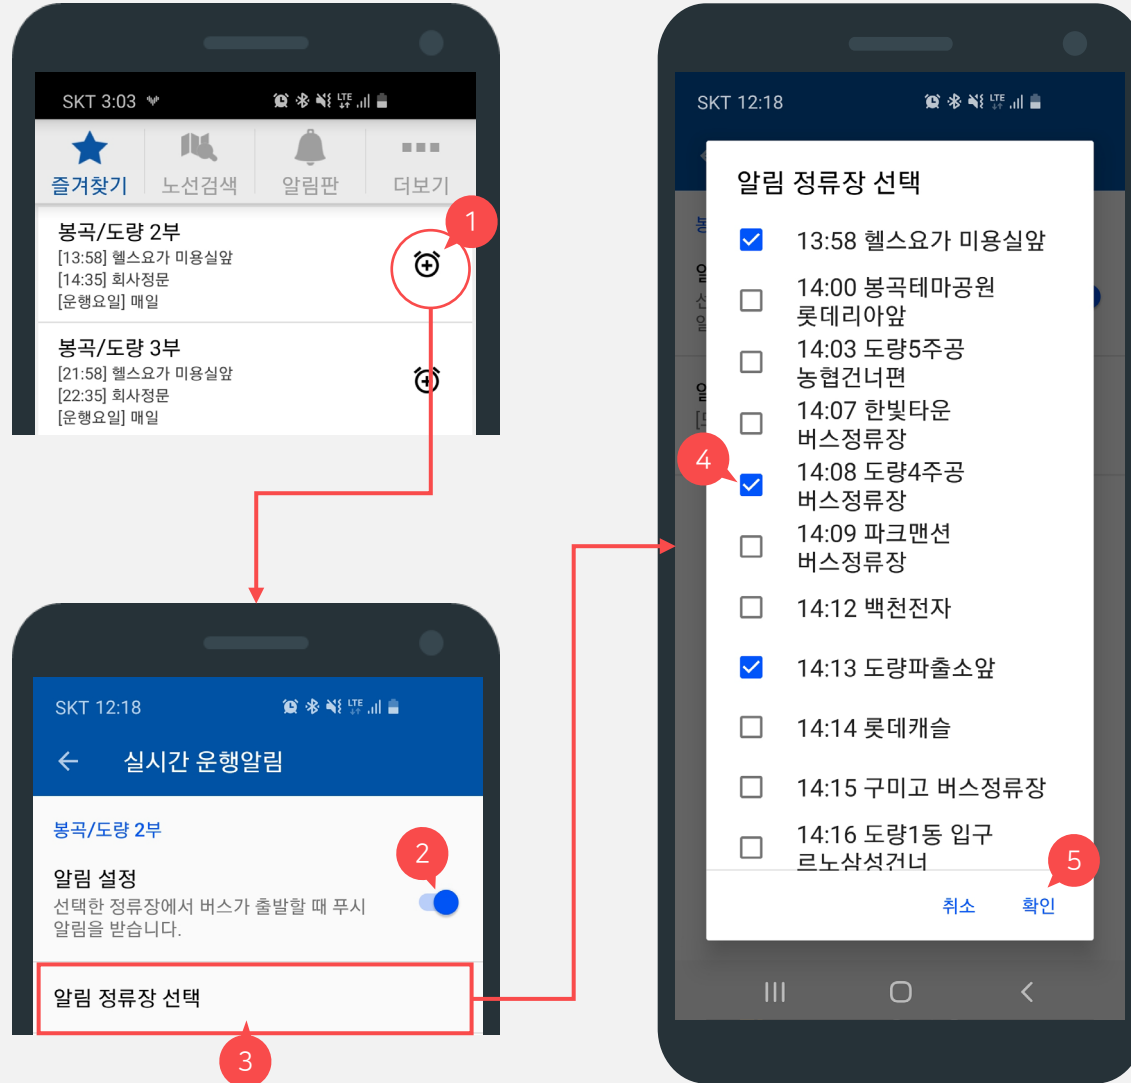 SKT 3:03
LTE
즐겨찾기
노선검색
알림판
더보기
봉곡/도량 2부
[13:58] 헬스요가 미용실앞
[14:35] 회사정문
[운행요일] 매일
1
봉곡/도량 3부
[21:58] 헬스요가 미용실앞
[22:35] 회사정문
[운행요일] 매일
SKT 12:18
LTE
실시간 운행알림
봉곡/도량 2부
2
알림 설정
선택한 정류장에서 버스가 출발할 때 푸시
알림을 받습니다.
알림 정류장 선택
3
SKT 12:18
LTE
알림 정류장 선택
13:58 헬스요가 미용실앞
14:00 봉곡테마공원
롯데리아앞
14:03 도량5주공
농협건너편
14:07 한빛타운
버스정류장
4
14:08 도량4주공
버스정류장
14:09 파크맨션
버스정류장
14:12 백천전자
14:13 도량파출소앞
14:14 롯데캐슬
14:15 구미고 버스정류장
14:16 도량1동 입구
르노삼성건너
5
취소
확인